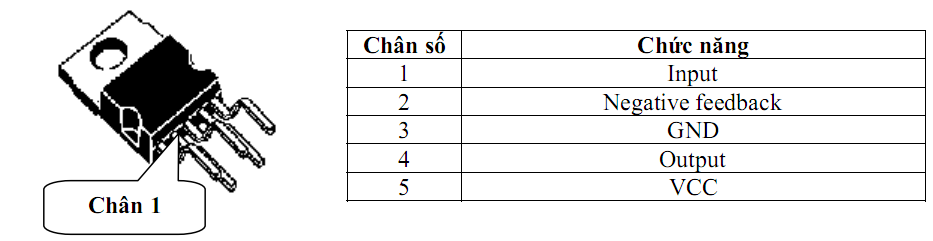 Chân số Chức năng
1 Input
2 Negative feedback
3 GND
4 Output
5 VCC
Chân 1